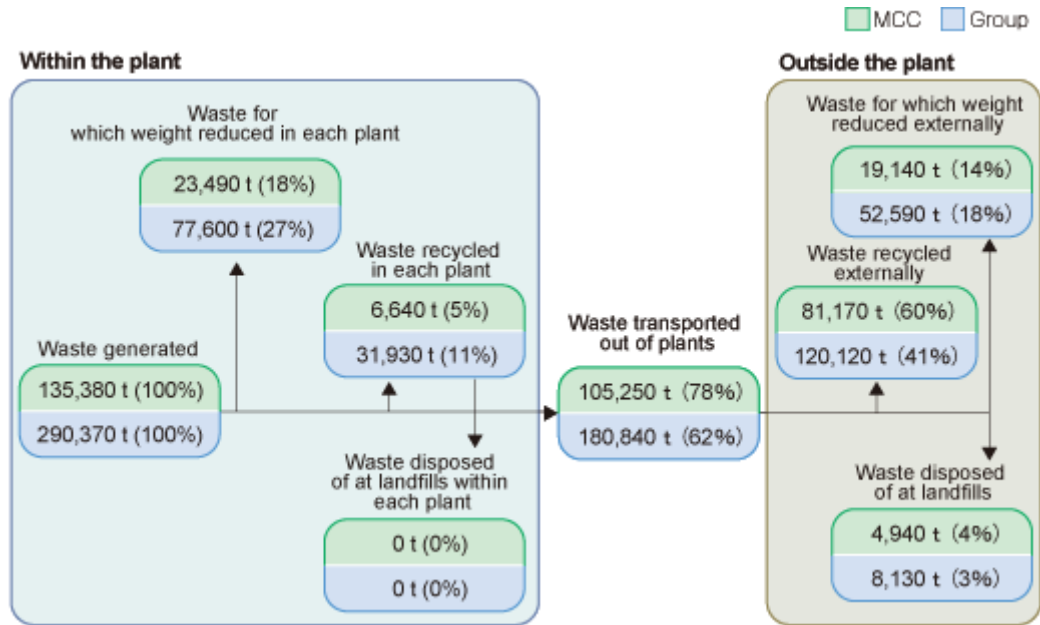 MCC Group
Within the plant
Outside the plant
Waste for
which weight reduced in each plant
23,490 t (18%)
77,600 t (27%)
Waste recycled
in each plant
6,640 t (5%)
31,930 t (11%)
Waste generated
135,380 t (100%)
290,370 t (100%)
Waste disposed
of at landfills within
each plant
0 t (0%)
0 t (0%)
Waste transported
out of plants
105,250 t (78%)
180,840 t (62%)
Waste for which weight
reduced externally
19,140 t (14%)
52,590 t (18%)
Waste recycled
externally
81,170 t (60%)
120,120 t (41%)
Waste disposed
of at landfills
4,940 t (4%)
8,130 t (3%)